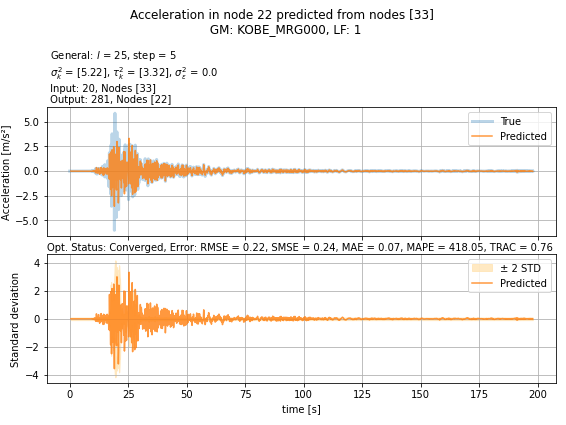 Acceleration in node 22 predicted from nodes [33]
GM: KOBE_MRG000, LF: 1
General: l = 25, step = 5
σ²ₖ = [5.22], τ²ₖ = [3.32], σ²ε = 0.0
Input: 20, Nodes [33]
Output: 281, Nodes [22]
5.0
2.5
0.0
−2.5
−5.0
Acceleration [m/s²]
True
Predicted
Opt. Status: Converged, Error: RMSE = 0.22, SMSE = 0.24, MAE = 0.07, MAPE = 418.05, TRAC = 0.76
4
2
0
−2
−4
Standard deviation
± 2 STD
Predicted
0 25 50 75 100 125 150 175 200
time [s]